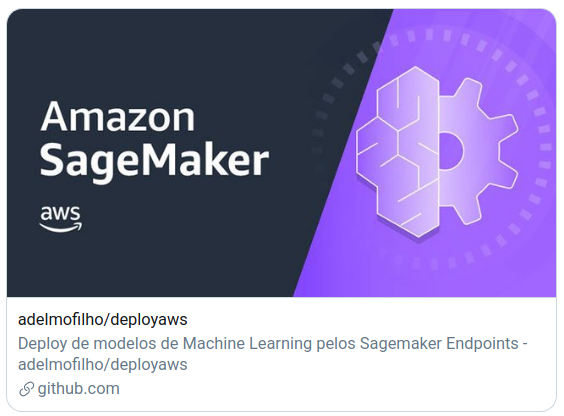 Amazon
SageMaker
aws
adelmofilho/deployaws
Deploy de modelos de Machine Learning pelos Sagemaker Endpoints -
adelmofilho/deployaws
github.com